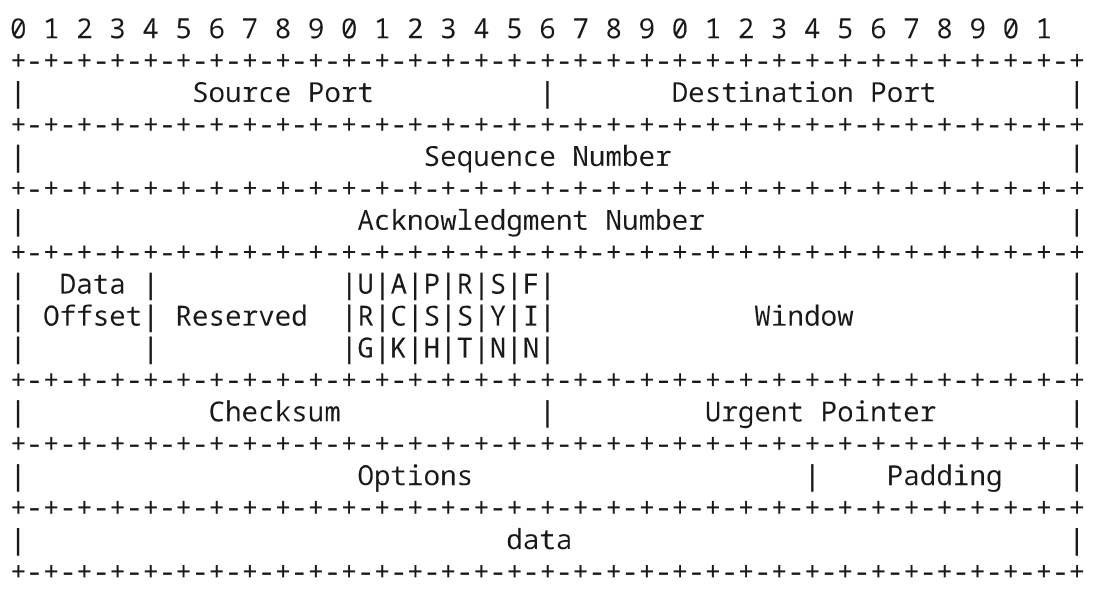 0 1 2 3 4 5 6 7 8 9 0 1 2 3 4 5 6 7 8 9 0 1 2 3 4 5 6 7 8 9 0 1
+-+-+-+-+-+-+-+-+-+-+-+-+-+-+-+-+-+-+-+-+-+-+-+-+-+-+-+-+-+-+-+-+
|          Source Port          |       Destination Port        |
+-+-+-+-+-+-+-+-+-+-+-+-+-+-+-+-+-+-+-+-+-+-+-+-+-+-+-+-+-+-+-+-+
|                        Sequence Number                        |
+-+-+-+-+-+-+-+-+-+-+-+-+-+-+-+-+-+-+-+-+-+-+-+-+-+-+-+-+-+-+-+-+
|                    Acknowledgment Number                      |
+-+-+-+-+-+-+-+-+-+-+-+-+-+-+-+-+-+-+-+-+-+-+-+-+-+-+-+-+-+-+-+-+
|  Data |           |U|A|P|R|S|F|                               |
| Offset| Reserved  |R|C|S|S|Y|I|            Window             |
|       |           |G|K|H|T|N|N|                               |
+-+-+-+-+-+-+-+-+-+-+-+-+-+-+-+-+-+-+-+-+-+-+-+-+-+-+-+-+-+-+-+-+
|           Checksum            |         Urgent Pointer        |
+-+-+-+-+-+-+-+-+-+-+-+-+-+-+-+-+-+-+-+-+-+-+-+-+-+-+-+-+-+-+-+-+
|                    Options                    |    Padding    |
+-+-+-+-+-+-+-+-+-+-+-+-+-+-+-+-+-+-+-+-+-+-+-+-+-+-+-+-+-+-+-+-+
|                             data                              |
+-+-+-+-+-+-+-+-+-+-+-+-+-+-+-+-+-+-+-+-+-+-+-+-+-+-+-+-+-+-+-+-+